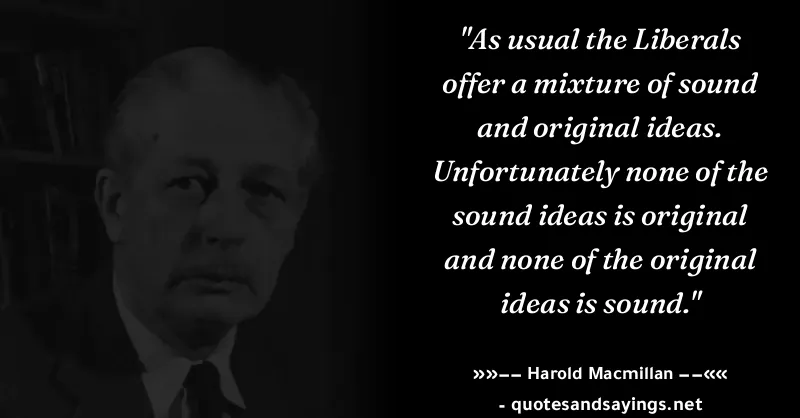 "As usual the Liberals
offer a mixture of sound
and original ideas.
Unfortunately none of the
sound ideas is original
and none of the original
ideas is sound."
»»–– Harold Macmillan ––««
- quotesandsayings.net